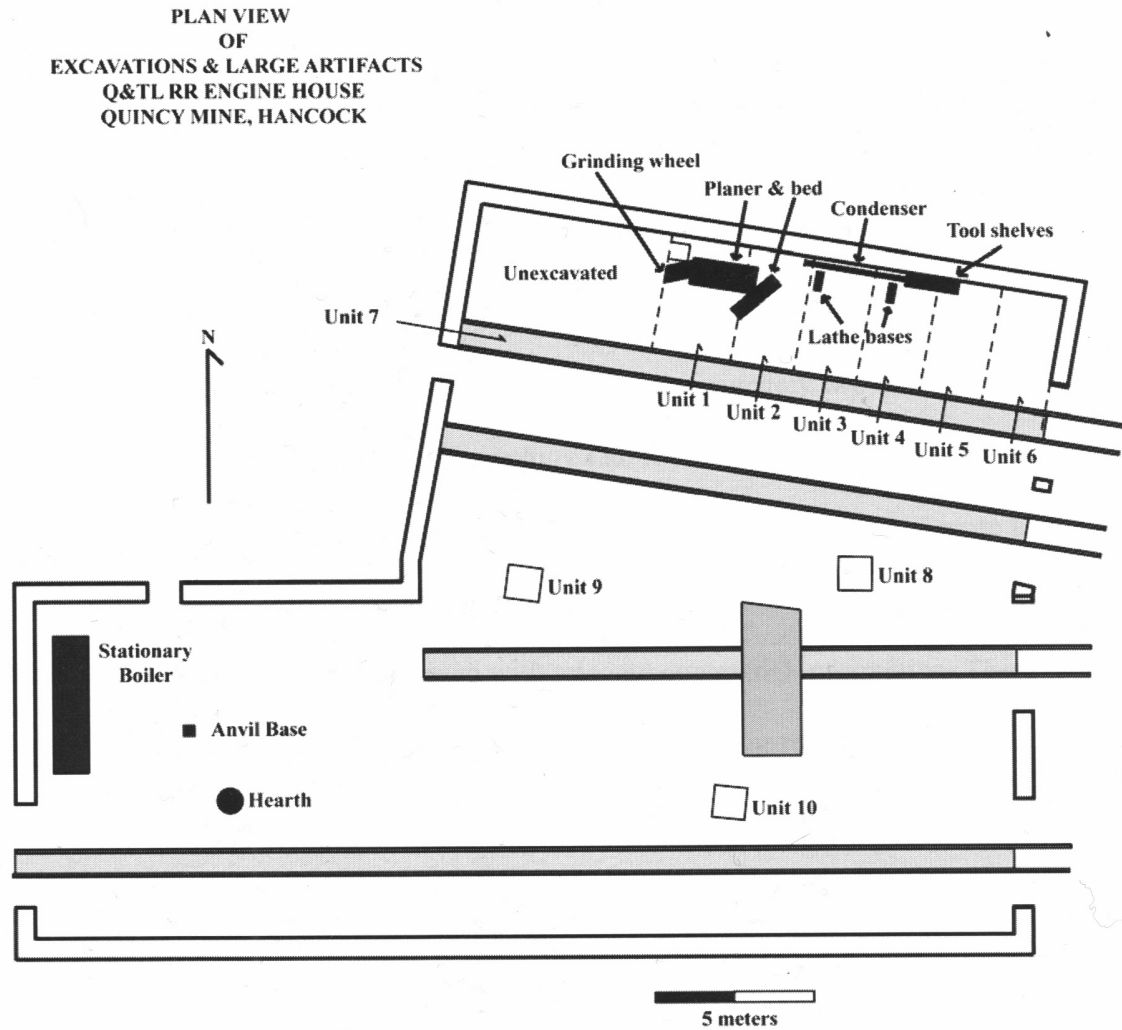 PLAN VIEW
OF
EXCAVATIONS & LARGE ARTIFACTS
Q&TL RR ENGINE HOUSE
QUINCY MINE, HANCOCK
Grinding wheel
Planer & bed
Condenser
Tool shelves
Unexcavated
Unit 7
Lathe bases
N
Unit 1
Unit 2
Unit 3
Unit 4
Unit 5
Unit 6
Unit 9
Unit 8
Stationary
Boiler
Anvil Base
Hearth
Unit 10
5 meters